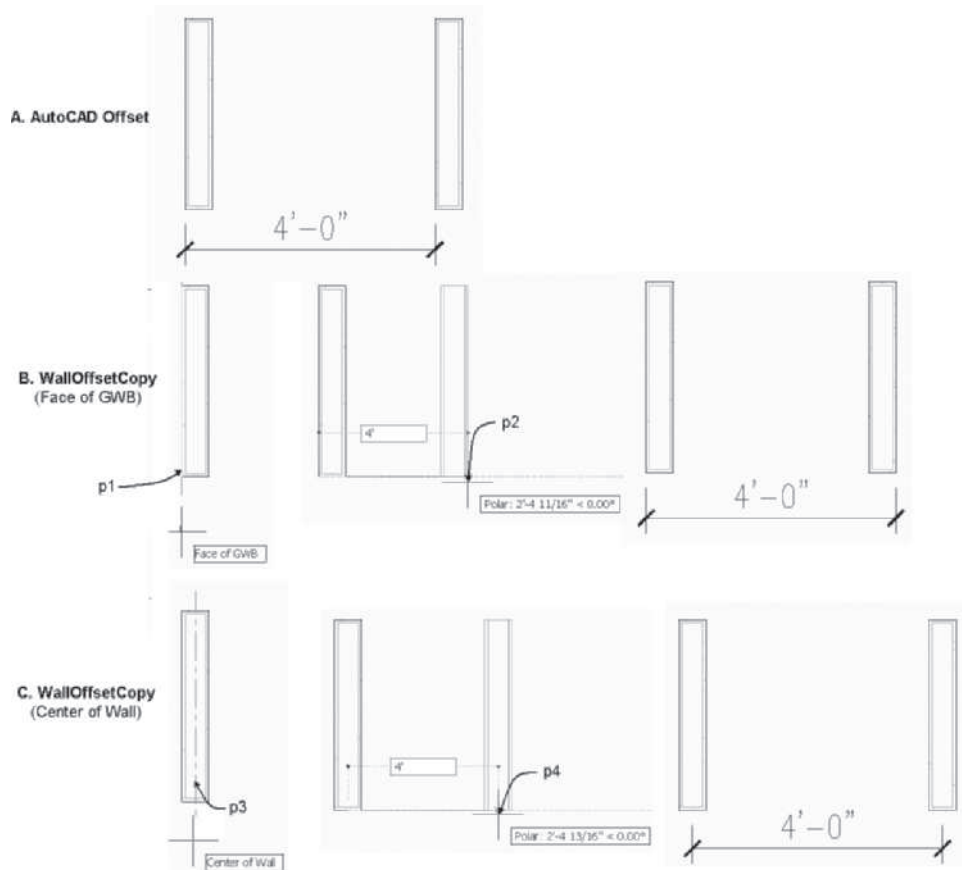 A. AutoCAD Offset
4'-0"
B. WallOffsetCopy
(Face of GWB)
p1
Face of GWB
4'
p2
Polar: 2'-4 11/16" < 0.00°
4'-0"
C. WallOffsetCopy
(Center of Wall)
p3
Center of Wall
4'
p4
Polar: 2'-4 13/16" < 0.00°
4'-0"